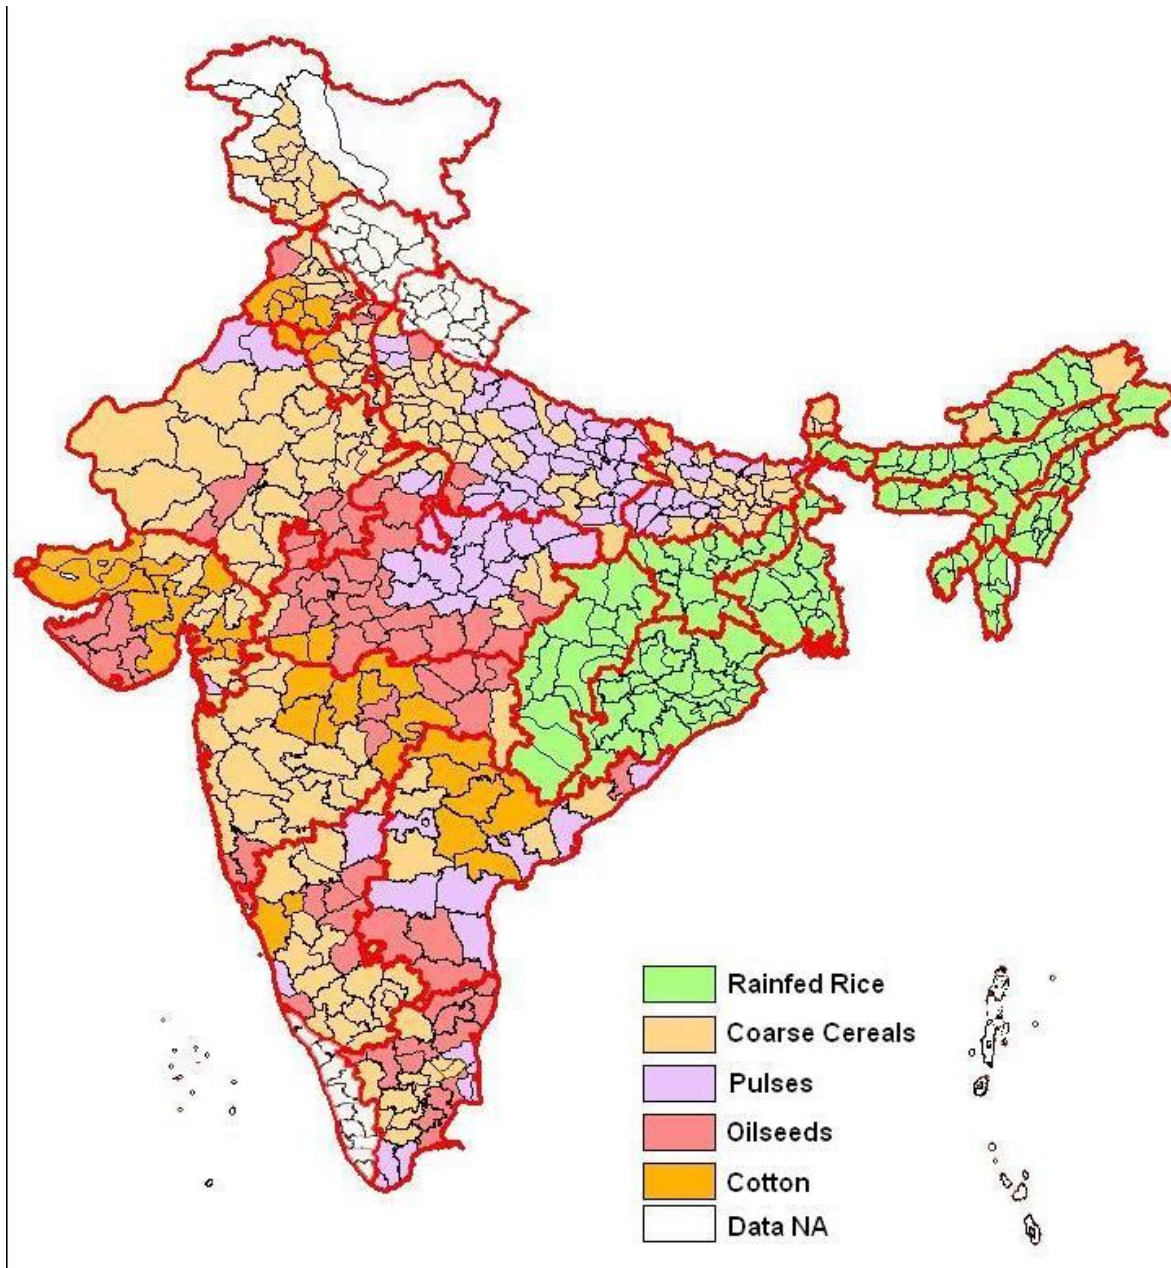 Rainfed Rice
Coarse Cereals
Pulses
Oilseeds
Cotton
Data NA